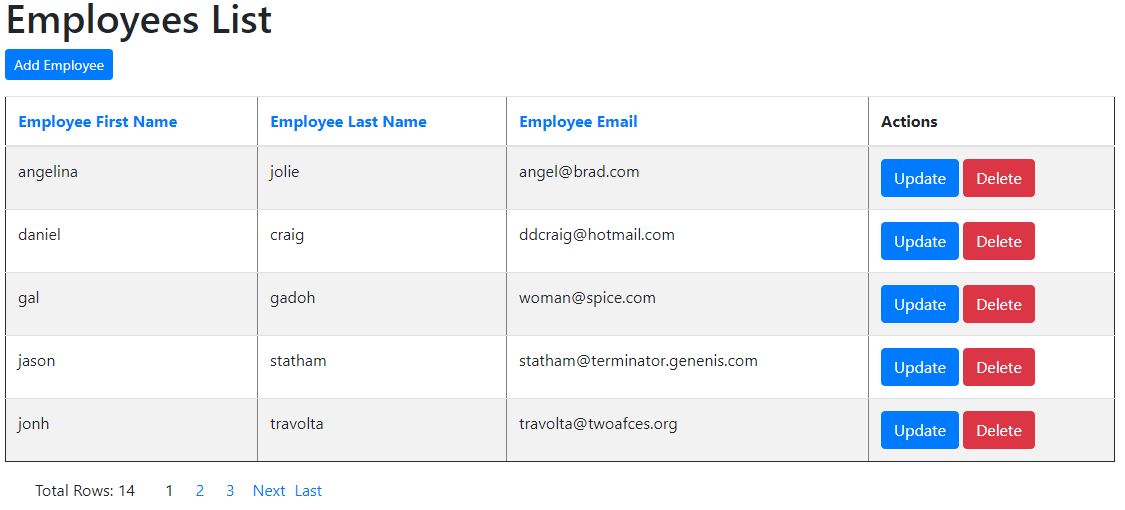 Employees List
Add Employee
Employee First Name Employee Last Name Employee Email Actions
angelina jolie angel@brad.com Update Delete
daniel craig ddcraig@hotmail.com Update Delete
gal gadoh woman@spice.com Update Delete
jason statham statham@terminator.genenis.com Update Delete
jonh travolta travolta@twoafces.org Update Delete
Total Rows: 14 1 2 3 Next Last